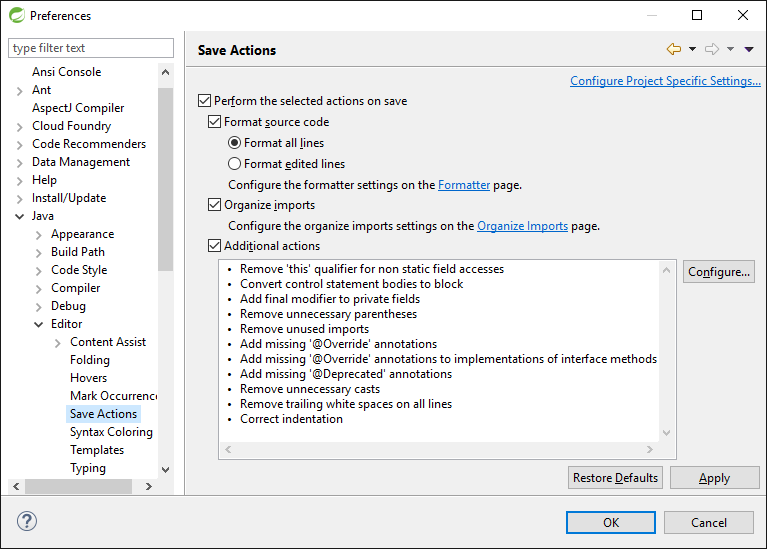 Preferences
type filter text
Ansi Console
Ant
AspectJ Compiler
Cloud Foundry
Code Recommenders
Data Management
Help
Install/Update
Java
Appearance
Build Path
Code Style
Compiler
Debug
Editor
Content Assist
Folding
Hovers
Mark Occurrenc
Save Actions
Syntax Coloring
Templates
Typing
Save Actions
Configure Project Specific Settings...
Perform the selected actions on save
Format source code
Format all lines
Format edited lines
Configure the formatter settings on the Formatter page.
Organize imports
Configure the organize imports settings on the Organize Imports page.
Additional actions
• Remove 'this' qualifier for non static field accesses
• Convert control statement bodies to block
• Add final modifier to private fields
• Remove unnecessary parentheses
• Remove unused imports
• Add missing '@Override' annotations
• Add missing '@Override' annotations to implementations of interface methods
• Add missing '@Deprecated' annotations
• Remove unnecessary casts
• Remove trailing white spaces on all lines
• Correct indentation
Configure...
Restore Defaults
Apply
?
OK
Cancel